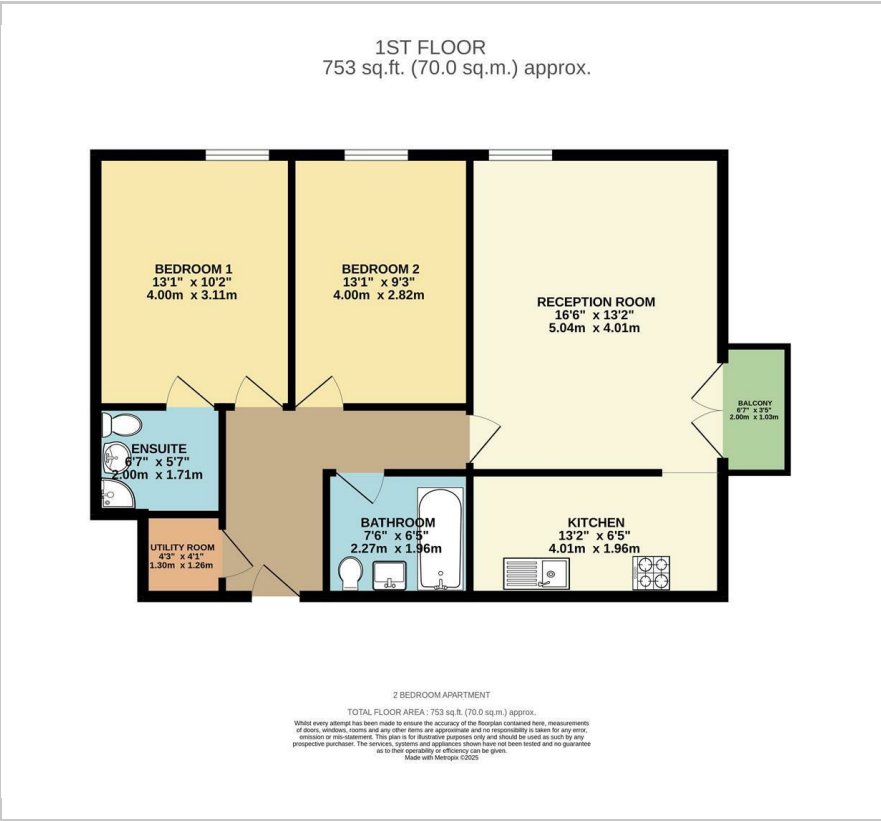 1ST FLOOR
753 sq.ft. (70.0 sq.m.) approx.
BEDROOM 1
13'1" x 10'2"
4.00m x 3.11m
BEDROOM 2
13'1" x 9'3"
4.00m x 2.82m
RECEPTION ROOM
16'6" x 13'2"
5.04m x 4.01m
BALCONY
6'7" x 3'5"
2.00m x 1.03m
ENSUITE
6'7" x 5'7"
2.00m x 1.71m
UTILITY ROOM
4'3" x 4'1"
1.30m x 1.26m
BATHROOM
7'6" x 6'5"
2.27m x 1.96m
KITCHEN
13'2" x 6'5"
4.01m x 1.96m
2 BEDROOM APARTMENT
TOTAL FLOOR AREA : 753 sq.ft. (70.0 sq.m.) approx.
Whilst every attempt has been made to ensure the accuracy of the floorplan contained here, measurements
of doors, windows, rooms and any other items are approximate and no responsibility is taken for any error,
omission or mis-statement. This plan is for illustrative purposes only and should be used as such by any
prospective purchaser. The services, systems and appliances shown have not been tested and no guarantee
as to their operability or efficiency can be given.
Made with Metropix ©2025